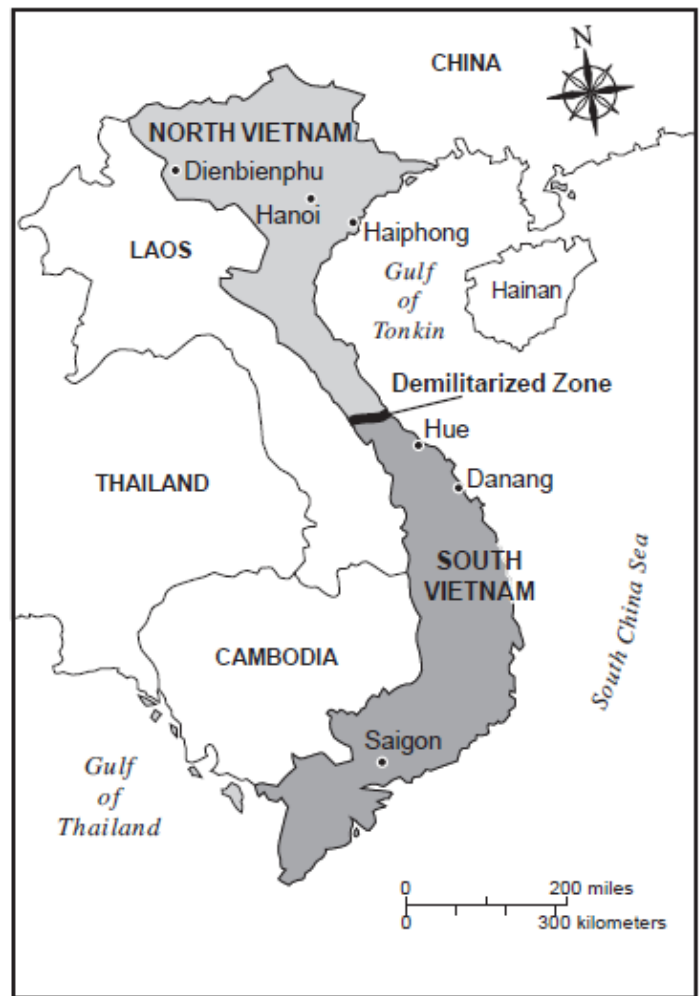 N
CHINA
NORTH VIETNAM
Dienbienphu
Hanoi
Haiphong
LAOS
Gulf
of
Tonkin
Hainan
Demilitarized Zone
Hue
THAILAND
Danang
SOUTH
VIETNAM
South China Sea
CAMBODIA
Saigon
Gulf
of
Thailand
0 200 miles
0 300 kilometers